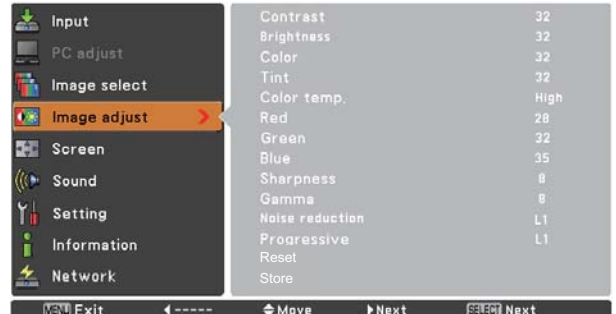 Input
PC adjust
Image select
Image adjust
Screen
Sound
Setting
Information
Network
Contrast 32
Brightness 32
Color 32
Tint 32
Color temp. High
Red 28
Green 32
Blue 35
Sharpness 8
Gamma 8
Noise reduction L1
Progressive L1
Reset
Store
MENU Exit ----- Move Next SELECT Next